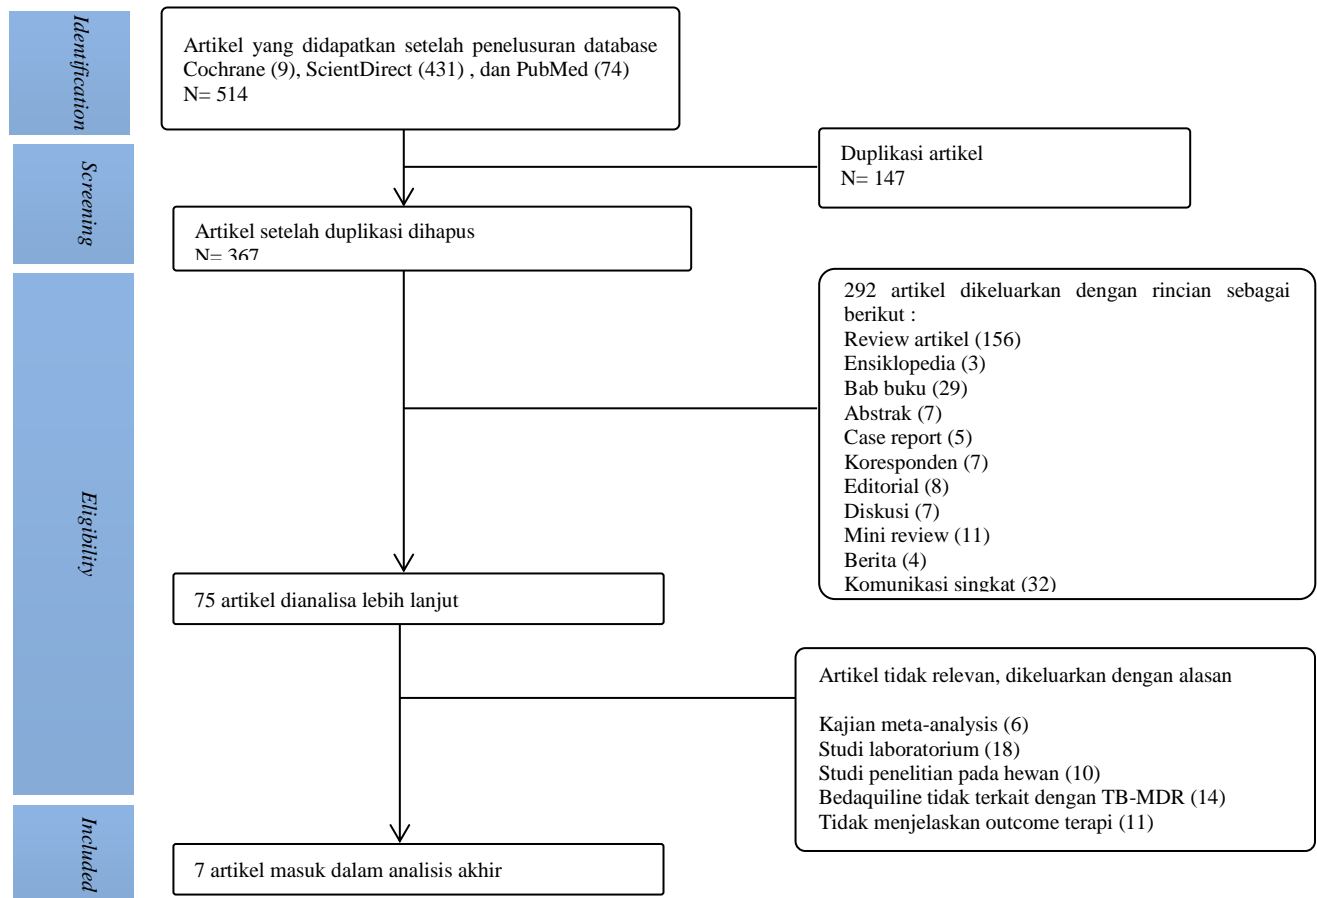 Identification
Artikel yang didapatkan setelah penelusuran database
Cochrane (9), ScientDirect (431) , dan PubMed (74)
N= 514
Screening
Duplikasi artikel
N= 147
Artikel setelah duplikasi dihapus
N= 367
Eligibility
292 artikel dikeluarkan dengan rincian sebagai
berikut :
Review artikel (156)
Ensiklopedia (3)
Bab buku (29)
Abstrak (7)
Case report (5)
Koresponden (7)
Editorial (8)
Diskusi (7)
Mini review (11)
Berita (4)
Komunikasi singkat (32)
75 artikel dianalisa lebih lanjut
Artikel tidak relevan, dikeluarkan dengan alasan
Kajian meta-analysis (6)
Studi laboratorium (18)
Studi penelitian pada hewan (10)
Bedaquiline tidak terkait dengan TB-MDR (14)
Tidak menjelaskan outcome terapi (11)
Included
7 artikel masuk dalam analisis akhir